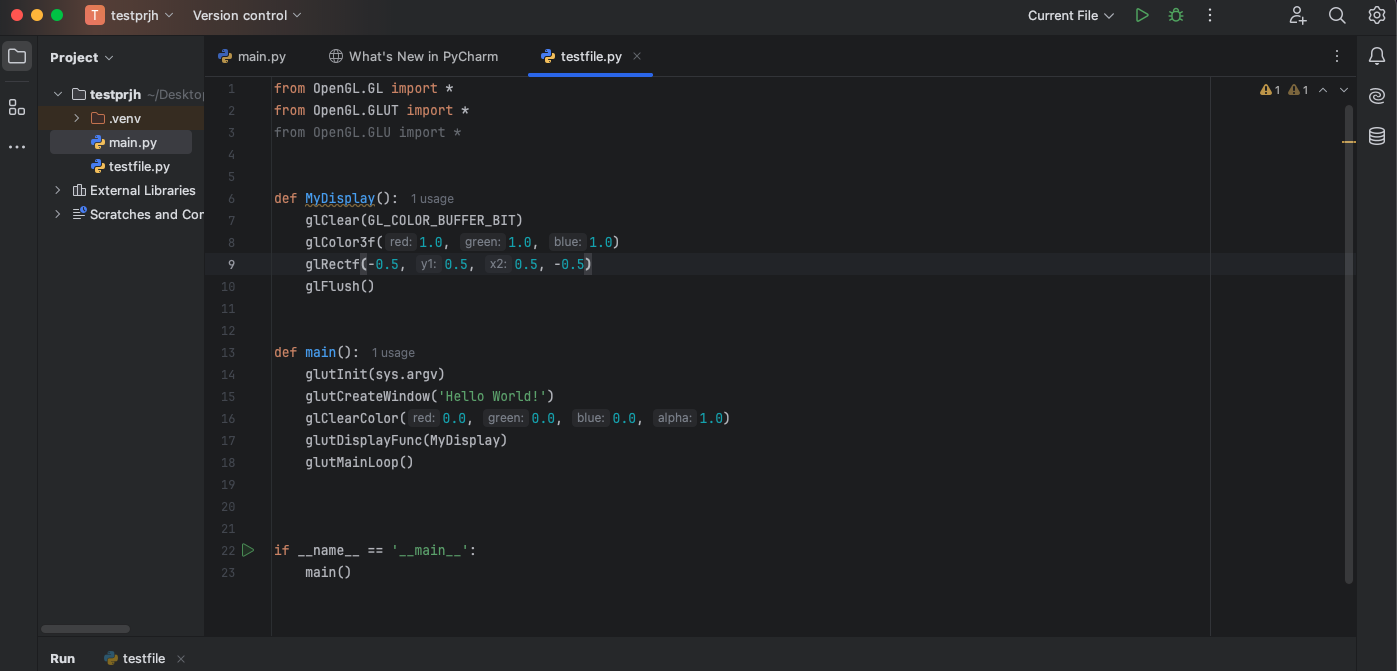 T testprjh Version control Current File
Project main.py What's New in PyCharm testfile.py
testprjh ~/Deskto
.venv
main.py
testfile.py
External Libraries
Scratches and Cor
1 from OpenGL.GL import *
2 from OpenGL.GLUT import *
3 from OpenGL.GLU import *
4
5
6 def MyDisplay(): 1 usage
7 glClear(GL_COLOR_BUFFER_BIT)
8 glColor3f( red: 1.0, green: 1.0, blue: 1.0)
9 glRectf(-0.5, y1: 0.5, x2: 0.5, -0.5)
10 glFlush()
11
12
13 def main(): 1 usage
14 glutInit(sys.argv)
15 glutCreateWindow('Hello World!')
16 glClearColor( red: 0.0, green: 0.0, blue: 0.0, alpha: 1.0)
17 glutDisplayFunc(MyDisplay)
18 glutMainLoop()
19
20
21
22 if __name__ == '__main__':
23 main()
1 1
Run testfile